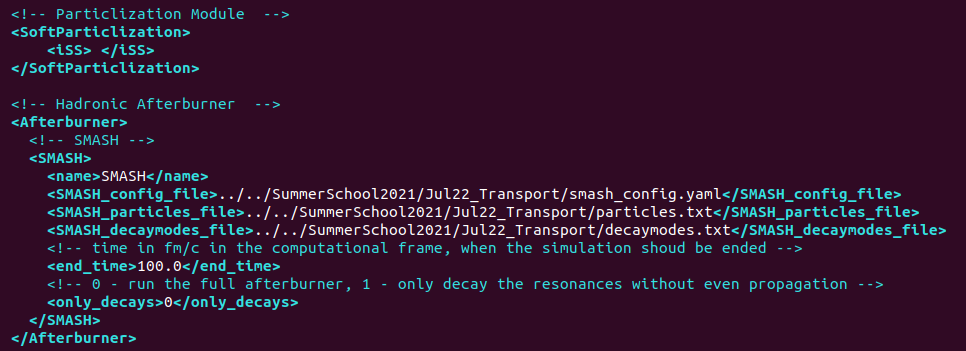 <!-- Particlization Module  -->
<SoftParticlization>
    <iSS> </iSS>
</SoftParticlization>

<!-- Hadronic Afterburner  -->
<Afterburner>
  <!-- SMASH -->
  <SMASH>
    <name>SMASH</name>
    <SMASH_config_file>../../SummerSchool2021/Jul22_Transport/smash_config.yaml</SMASH_config_file>
    <SMASH_particles_file>../../SummerSchool2021/Jul22_Transport/particles.txt</SMASH_particles_file>
    <SMASH_decaymodes_file>../../SummerSchool2021/Jul22_Transport/decaymodes.txt</SMASH_decaymodes_file>
    <!-- time in fm/c in the computational frame, when the simulation shoud be ended -->
    <end_time>100.0</end_time>
    <!-- 0 - run the full afterburner, 1 - only decay the resonances without even propagation -->
    <only_decays>0</only_decays>
  </SMASH>
</Afterburner>